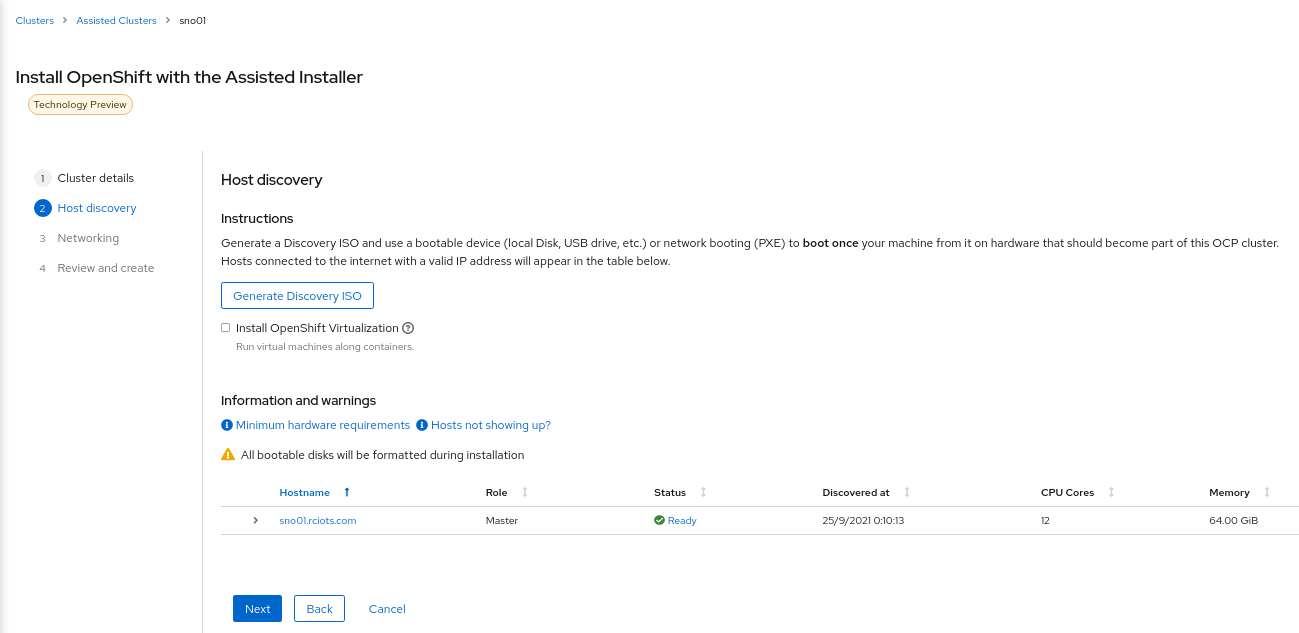 Clusters > Assisted Clusters > sno01
Install OpenShift with the Assisted Installer
Technology Preview
1 Cluster details
2 Host discovery
3 Networking
4 Review and create
Host discovery
Instructions
Generate a Discovery ISO and use a bootable device (local Disk, USB drive, etc.) or network booting (PXE) to boot once your machine from it on hardware that should become part of this OCP cluster.
Hosts connected to the internet with a valid IP address will appear in the table below.
Generate Discovery ISO
Install OpenShift Virtualization
Run virtual machines along containers.
Information and warnings
Minimum hardware requirements Hosts not showing up?
All bootable disks will be formatted during installation
Hostname Role Status Discovered at CPU Cores Memory
sno01.rciots.com Master Ready 25/9/2021 0:10:13 12 64.00 GiB
Next Back Cancel